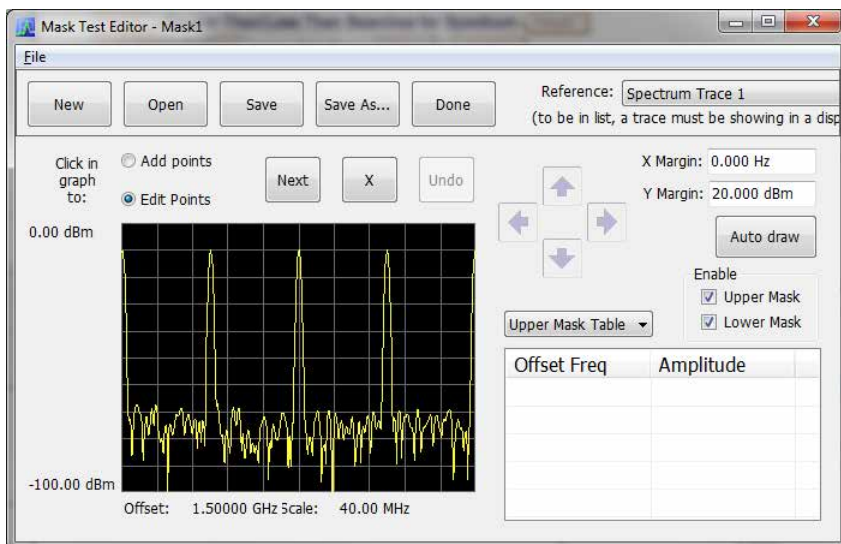 Mask Test Editor - Mask1
File
New Open Save Save As... Done
Reference: Spectrum Trace 1
(to be in list, a trace must be showing in a disp
Click in graph to:
Add points
Edit Points
Next X Undo
X Margin: 0.000 Hz
Y Margin: 20.000 dBm
Auto draw
Enable
Upper Mask
Lower Mask
Upper Mask Table
Offset Freq Amplitude
0.00 dBm
-100.00 dBm
Offset: 1.50000 GHz Scale: 40.00 MHz